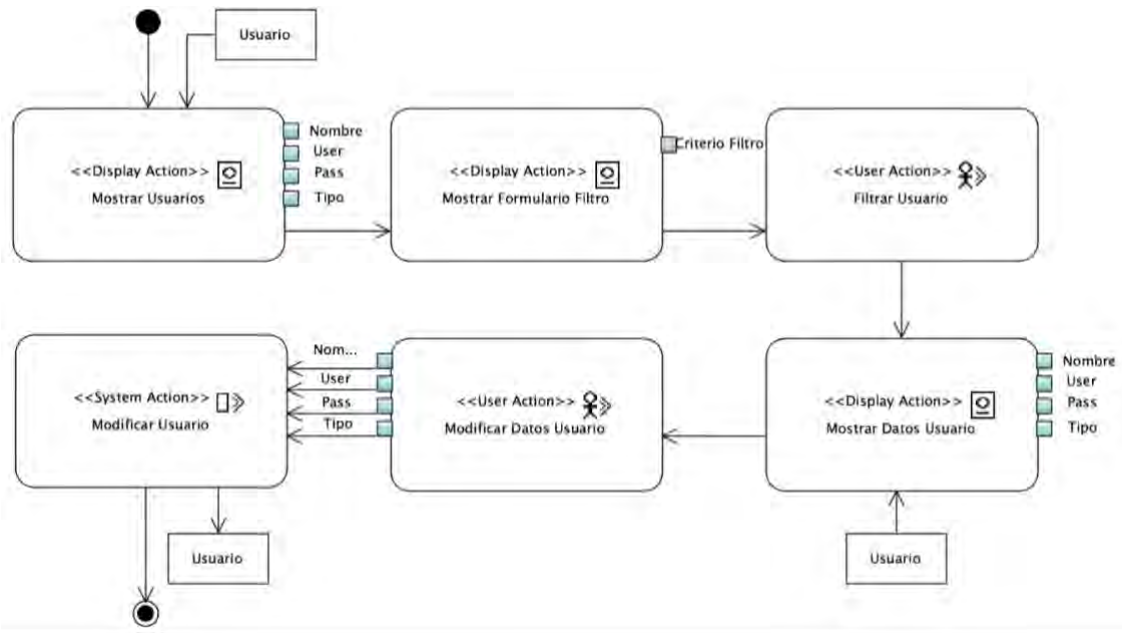 Usuario
<<Display Action>>
Mostrar Usuarios
Nombre
User
Pass
Tipo
<<Display Action>>
Mostrar Formulario Filtro
Criterio Filtro
<<User Action>>
Filtrar Usuario
<<System Action>>
Modificar Usuario
Nom...
User
Pass
Tipo
<<User Action>>
Modificar Datos Usuario
<<Display Action>>
Mostrar Datos Usuario
Nombre
User
Pass
Tipo
Usuario
Usuario